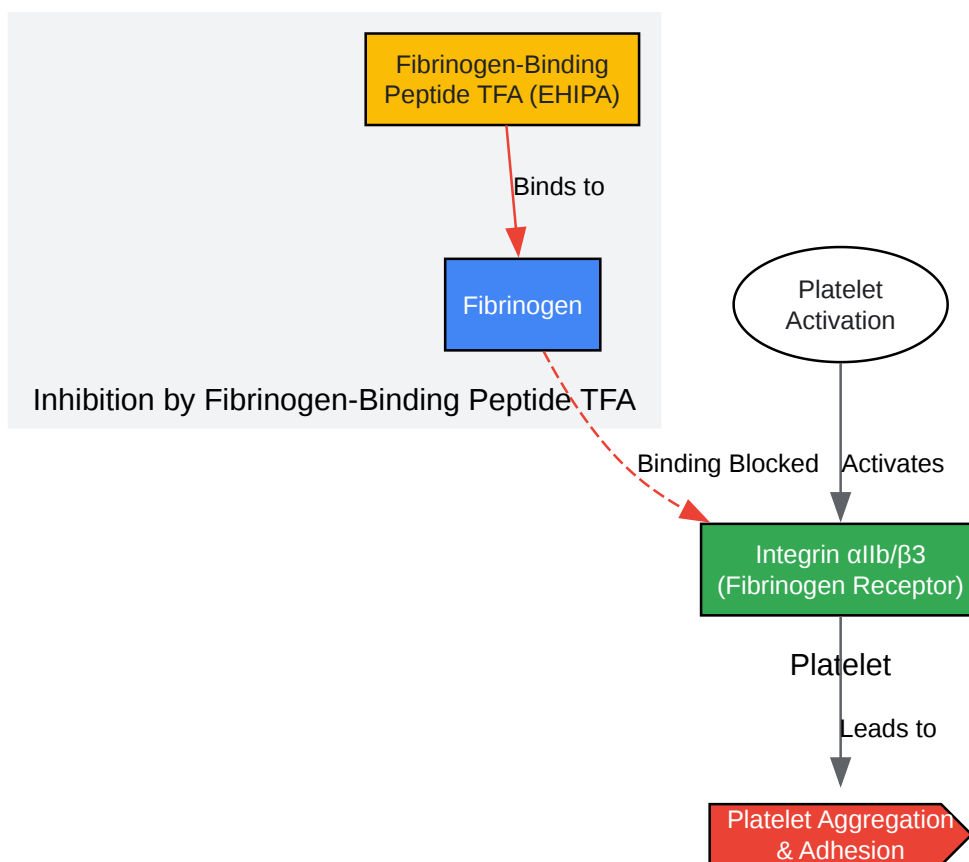 Fibrinogen-Binding
Peptide TFA (EHIPA)
Binds to
Fibrinogen
Platelet
Activation
Inhibition by Fibrinogen-Binding Peptide TFA
Binding Blocked
Activates
Integrin αIIb/β3
(Fibrinogen Receptor)
Platelet
Leads to
Platelet Aggregation
& Adhesion